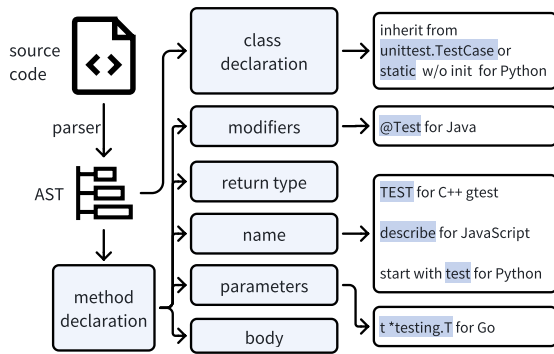 source
code
parser
AST
method
declaration
class
declaration
modifiers
return type
name
parameters
body
inherit from
unittest.TestCase or
static w/o init for Python
@Test for Java
TEST for C++ gtest
describe for JavaScript
start with test for Python
t *testing.T for Go